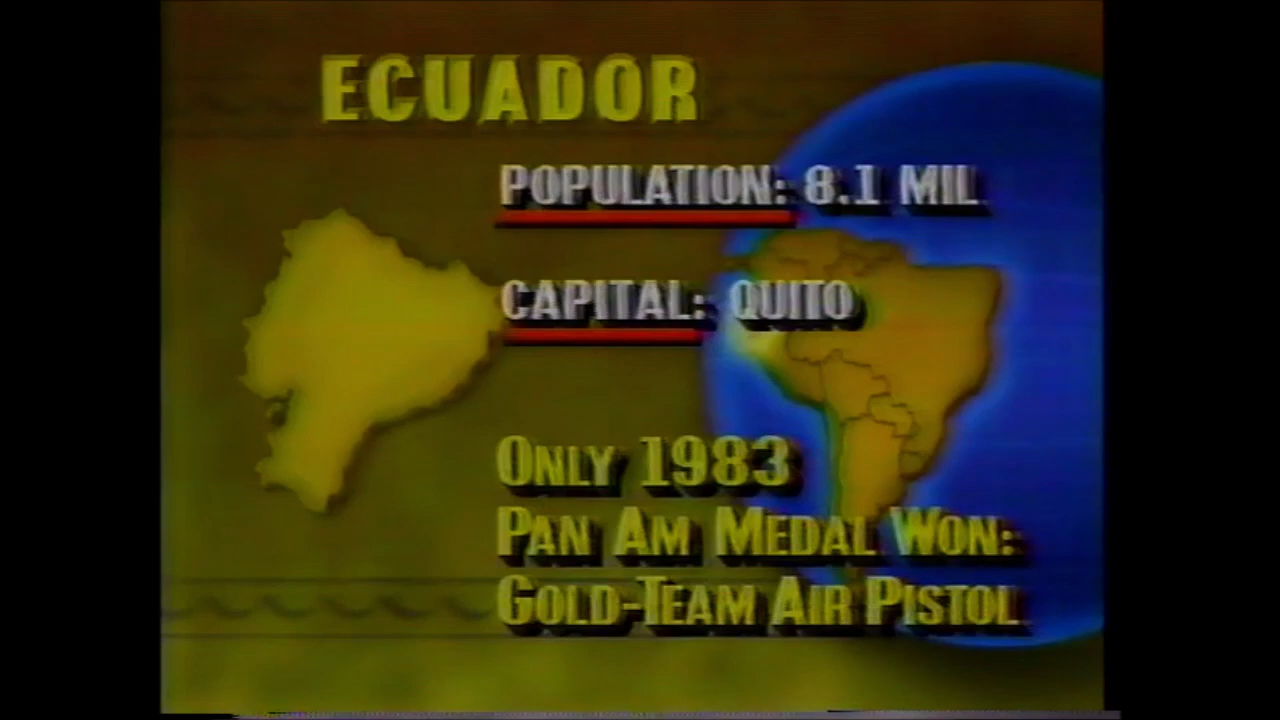 ECUADOR
POPULATION: 8.1 MIL
CAPITAL: QUITO
ONLY 1983
PAN AM MEDAL WON:
GOLD-TEAM AIR PISTOL